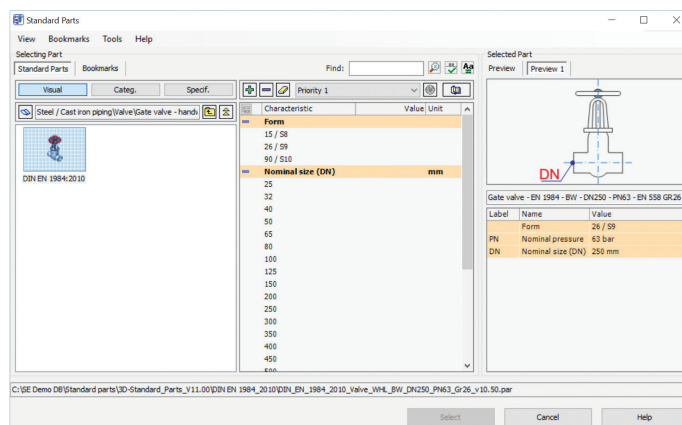 Standard Parts
View Bookmarks Tools Help
Selecting Part
Standard Parts Bookmarks
Find:
Visual Categ. Specif.
Priority 1
Steel / Cast iron piping\Valve\Gate valve - handi
DIN EN 1984:2010
Characteristic Value Unit
Form
15 / S8
26 / S9
90 / S10
Nominal size (DN) mm
25
32
40
50
65
80
100
125
150
200
250
300
350
400
450
500
Selected Part
Preview Preview 1
DN
Gate valve - EN 1984 - BW - DN250 - PN63 - EN 558 GR26
Label Name Value
Form 26 / S9
PN Nominal pressure 63 bar
DN Nominal size (DN) 250 mm
C:\SE Demo DB\Standard parts\3D-Standard_Parts_V11.00\DIN EN 1984_2010\DIN_EN_1984_2010_Valve_WHL_BW_DN250_PN63_Gr26_v10.50.par
Select Cancel Help